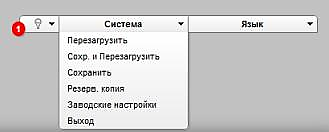 1 Система Язык
Перезагрузить
Сохр. и Перезагрузить
Сохранить
Резерв. копия
Заводские настройки
Выход